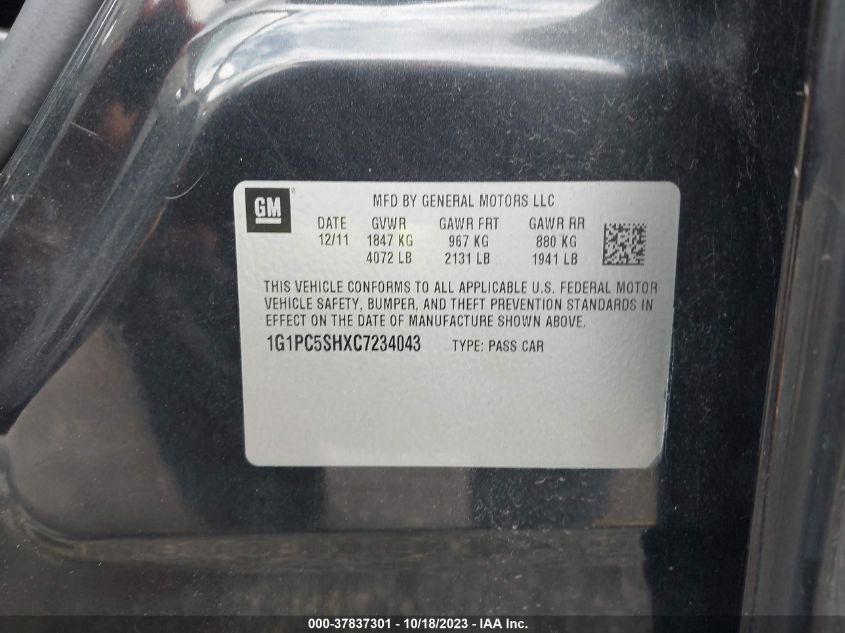 GM ®
MFD BY GENERAL MOTORS LLC
DATE GVWR GAWR FRT GAWR RR
12/11 1847 KG 967 KG 880 KG
4072 LB 2131 LB 1941 LB
THIS VEHICLE CONFORMS TO ALL APPLICABLE U.S. FEDERAL MOTOR
VEHICLE SAFETY, BUMPER, AND THEFT PREVENTION STANDARDS IN
EFFECT ON THE DATE OF MANUFACTURE SHOWN ABOVE.
1G1PC5SHXC7234043 TYPE: PASS CAR
000-37837301 - 10/18/2023 - 1 - IAA Inc.